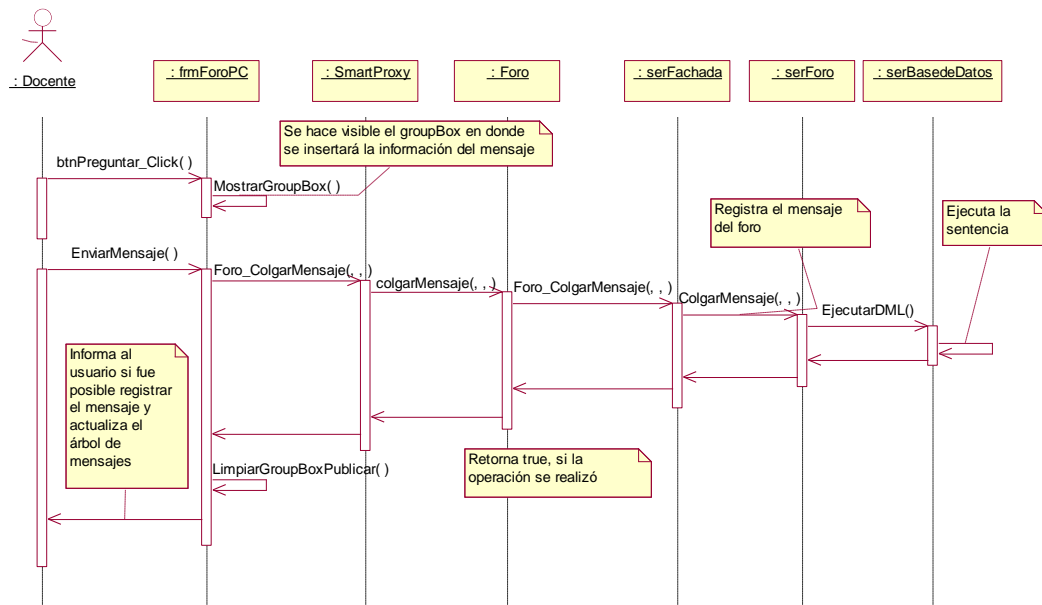 : Docente
: frmForoPC
: SmartProxy
: Foro
: serFachada
: serForo
: serBasedeDatos
Se hace visible el groupBox en donde
se insertará la información del mensaje
btnPreguntar_Click( )
MostrarGroupBox( )
Registra el mensaje
del foro
Ejecuta la
sentencia
EnviarMensaje( )
Foro_ColgarMensaje(, , )
colgarMensaje(, , )
Foro_ColgarMensaje(, , )
ColgarMensaje(, , )
EjecutarDML()
Informa al
usuario si fue
posible registrar
el mensaje y
actualiza el
árbol de
mensajes
LimpiarGroupBoxPublicar( )
Retorna true, si la
operación se realizó